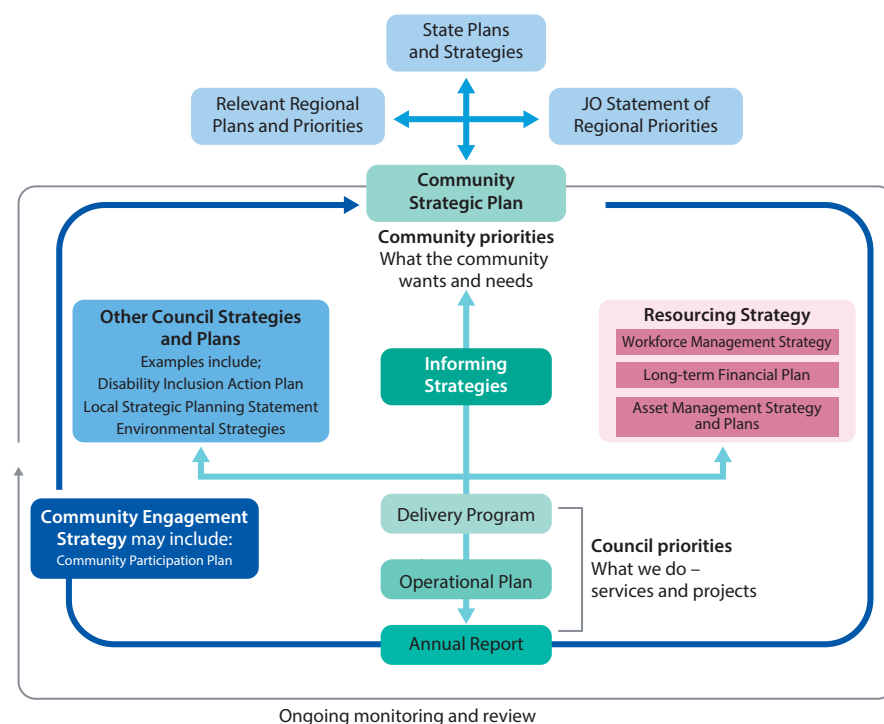 State Plans
and Strategies
Relevant Regional
Plans and Priorities
JO Statement of
Regional Priorities
Community
Strategic Plan
Community priorities
What the community
wants and needs
Other Council Strategies
and Plans
Examples include;
Disability Inclusion Action Plan
Local Strategic Planning Statement
Environmental Strategies
Informing
Strategies
Resourcing Strategy
Workforce Management Strategy
Long-term Financial Plan
Asset Management Strategy
and Plans
Community Engagement
Strategy may include:
Community Participation Plan
Delivery Program
Operational Plan
Annual Report
Council priorities
What we do –
services and projects
Ongoing monitoring and review